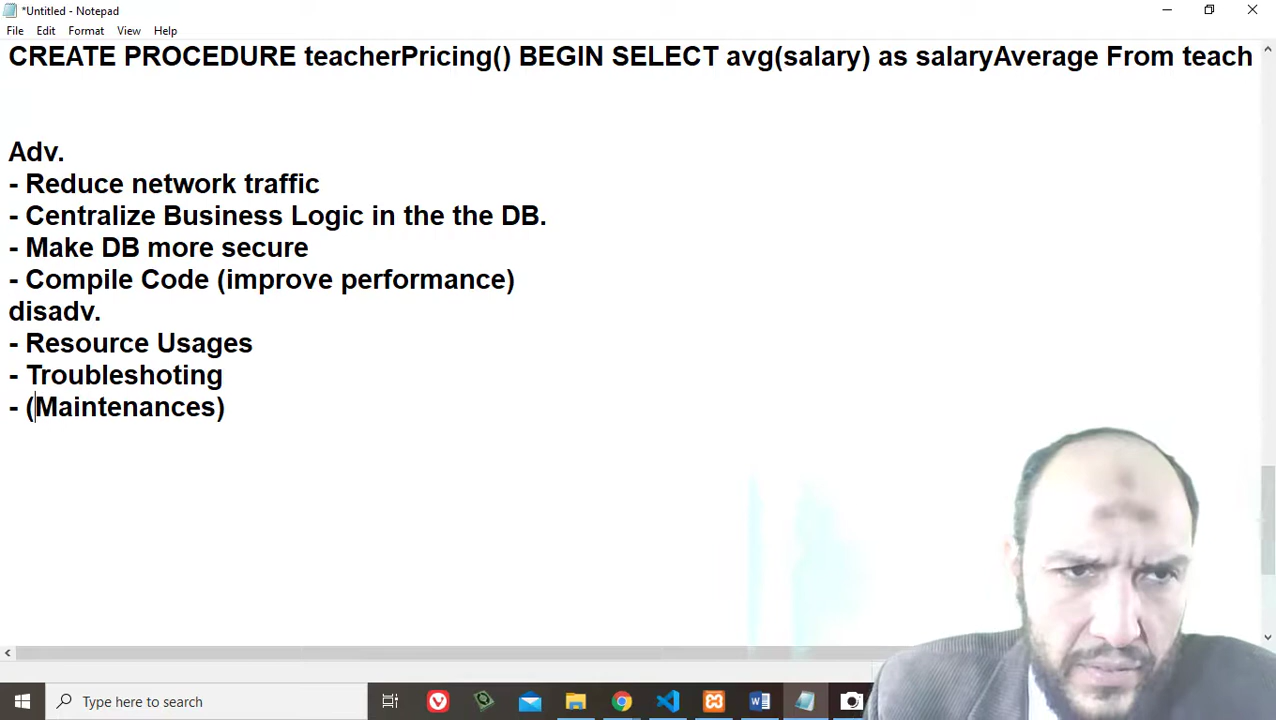 *Untitled - Notepad
File Edit Format View Help
CREATE PROCEDURE teacherPricing() BEGIN SELECT avg(salary) as salaryAverage From teach
Adv.
- Reduce network traffic
- Centralize Business Logic in the the DB.
- Make DB more secure
- Compile Code (improve performance)
disadv.
- Resource Usages
- Troubleshoting
- (Maintenances)
Type here to search